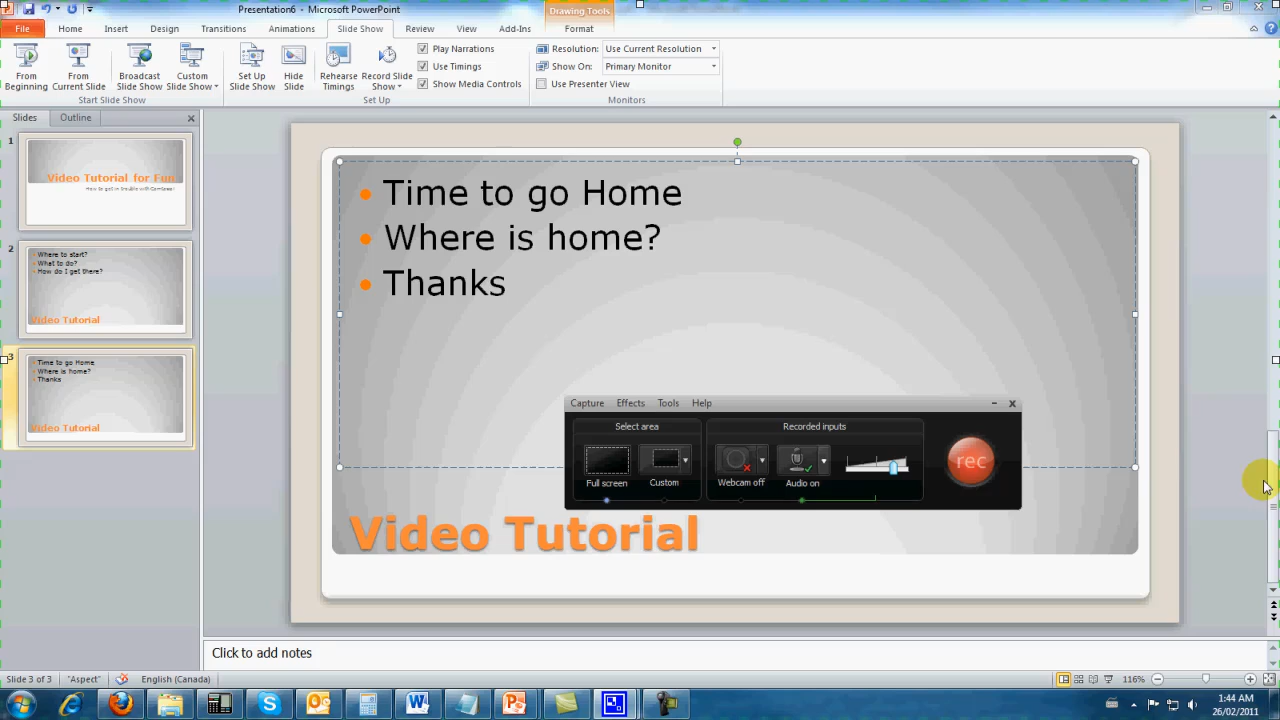 Presentation6 - Microsoft PowerPoint
Drawing Tools
File Home Insert Design Transitions Animations Slide Show Review View Add-Ins Format
From Beginning
From Current Slide
Broadcast Slide Show
Custom Slide Show
Start Slide Show
Set Up Slide Show
Hide Slide
Rehearse Timings
Record Slide Show
Play Narrations
Use Timings
Show Media Controls
Set Up
Resolution: Use Current Resolution
Show On: Primary Monitor
Use Presenter View
Monitors
Slides Outline
1
Video Tutorial for Fun
How to get in trouble with Camtasia!
2
Where to start?
What to do?
How do I get there?
Video Tutorial
3
Time to go Home
Where is home?
Thanks
Video Tutorial
Time to go Home
Where is home?
Thanks
Capture Effects Tools Help
Select area
Recorded inputs
Full screen
Custom
Webcam off
Audio on
rec
Video Tutorial
Click to add notes
Slide 3 of 3 "Aspect" English (Canada) 116%
1:44 AM
26/02/2011